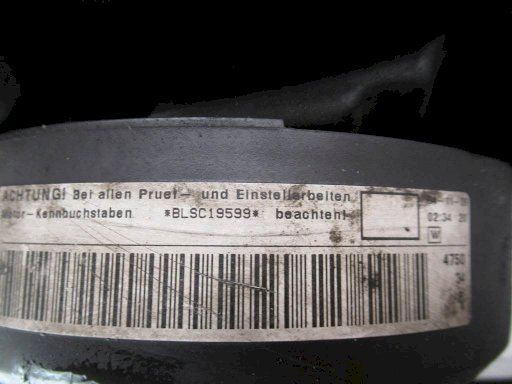 ACHTUNG! Bei allen Pruef- und Einstellarbeiten
Motor-Kennbuchstaben *BLSC19599* beachten!
02:34
W
4750